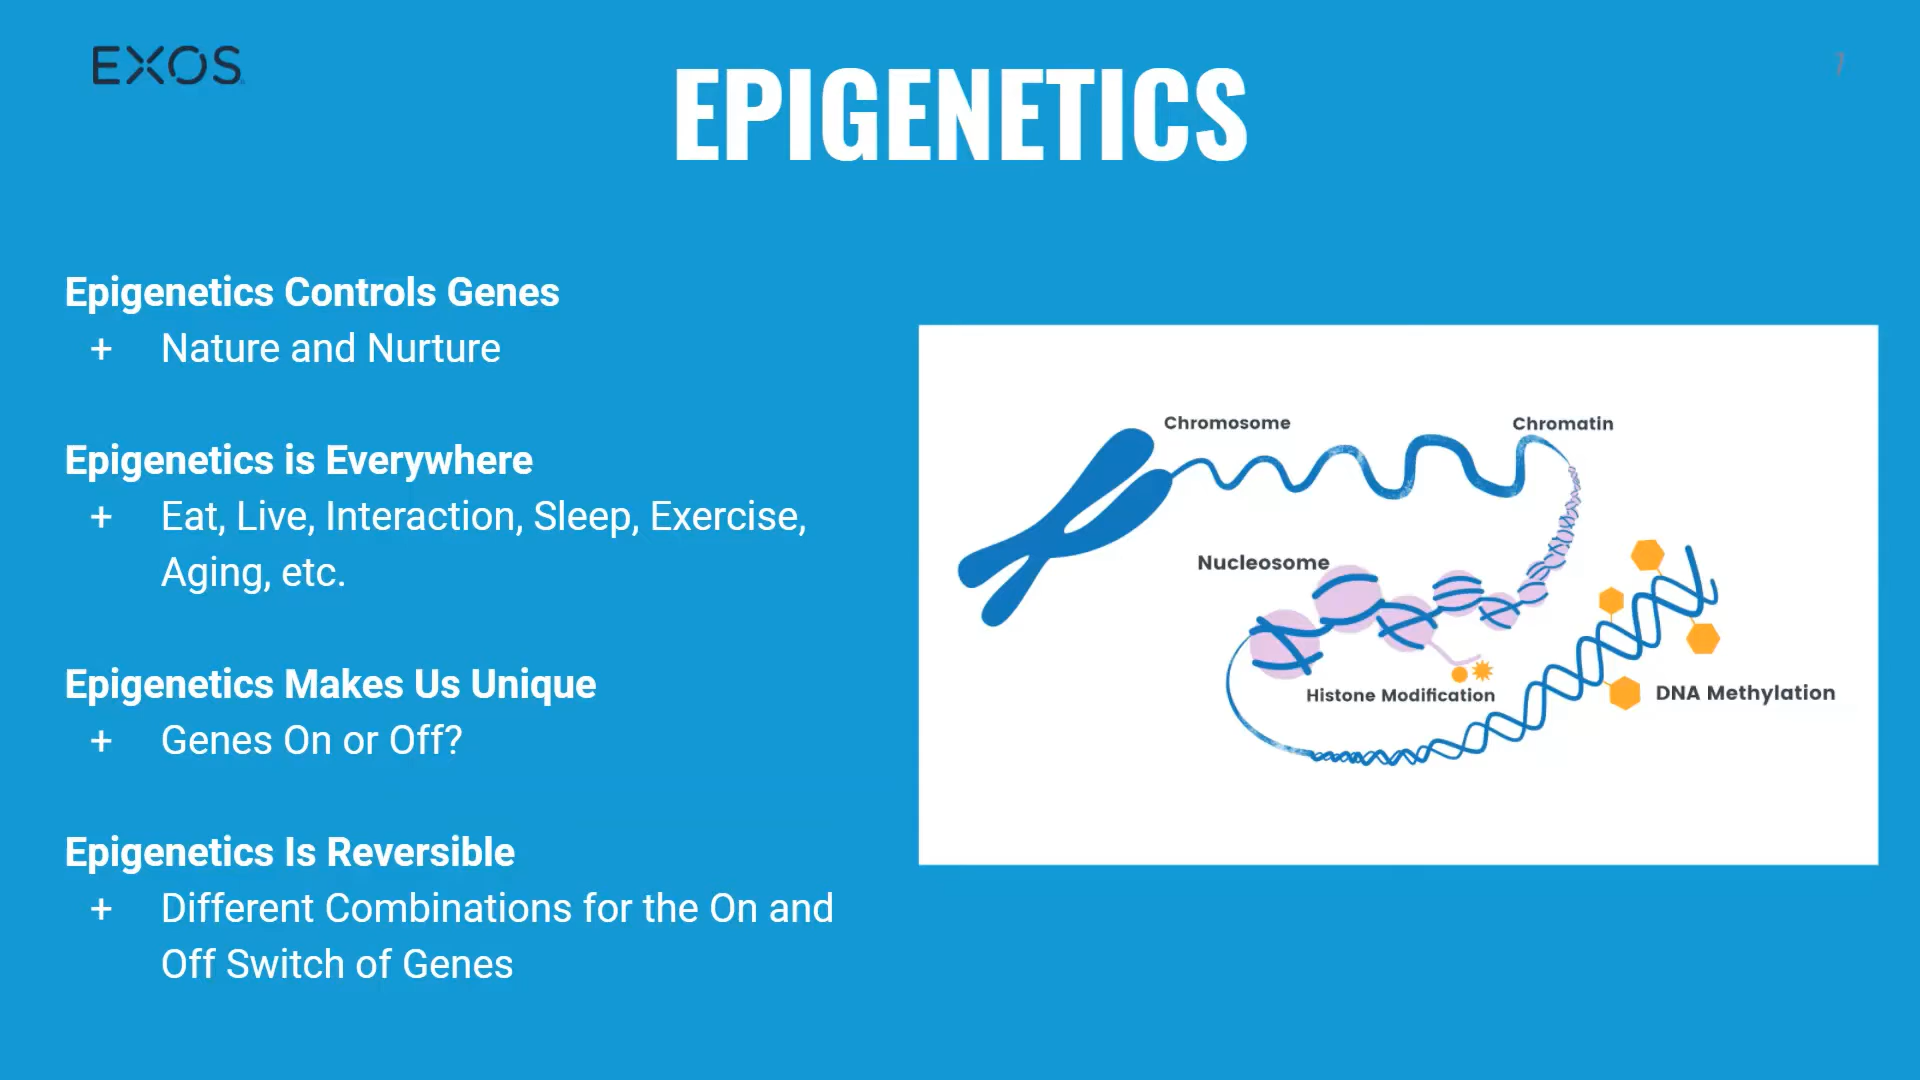 EXOS
7
EPIGENETICS
Epigenetics Controls Genes
+ Nature and Nurture
Epigenetics is Everywhere
+ Eat, Live, Interaction, Sleep, Exercise,
Aging, etc.
Epigenetics Makes Us Unique
+ Genes On or Off?
Epigenetics Is Reversible
+ Different Combinations for the On and
Off Switch of Genes
Chromosome
Chromatin
Nucleosome
Histone Modification
DNA Methylation